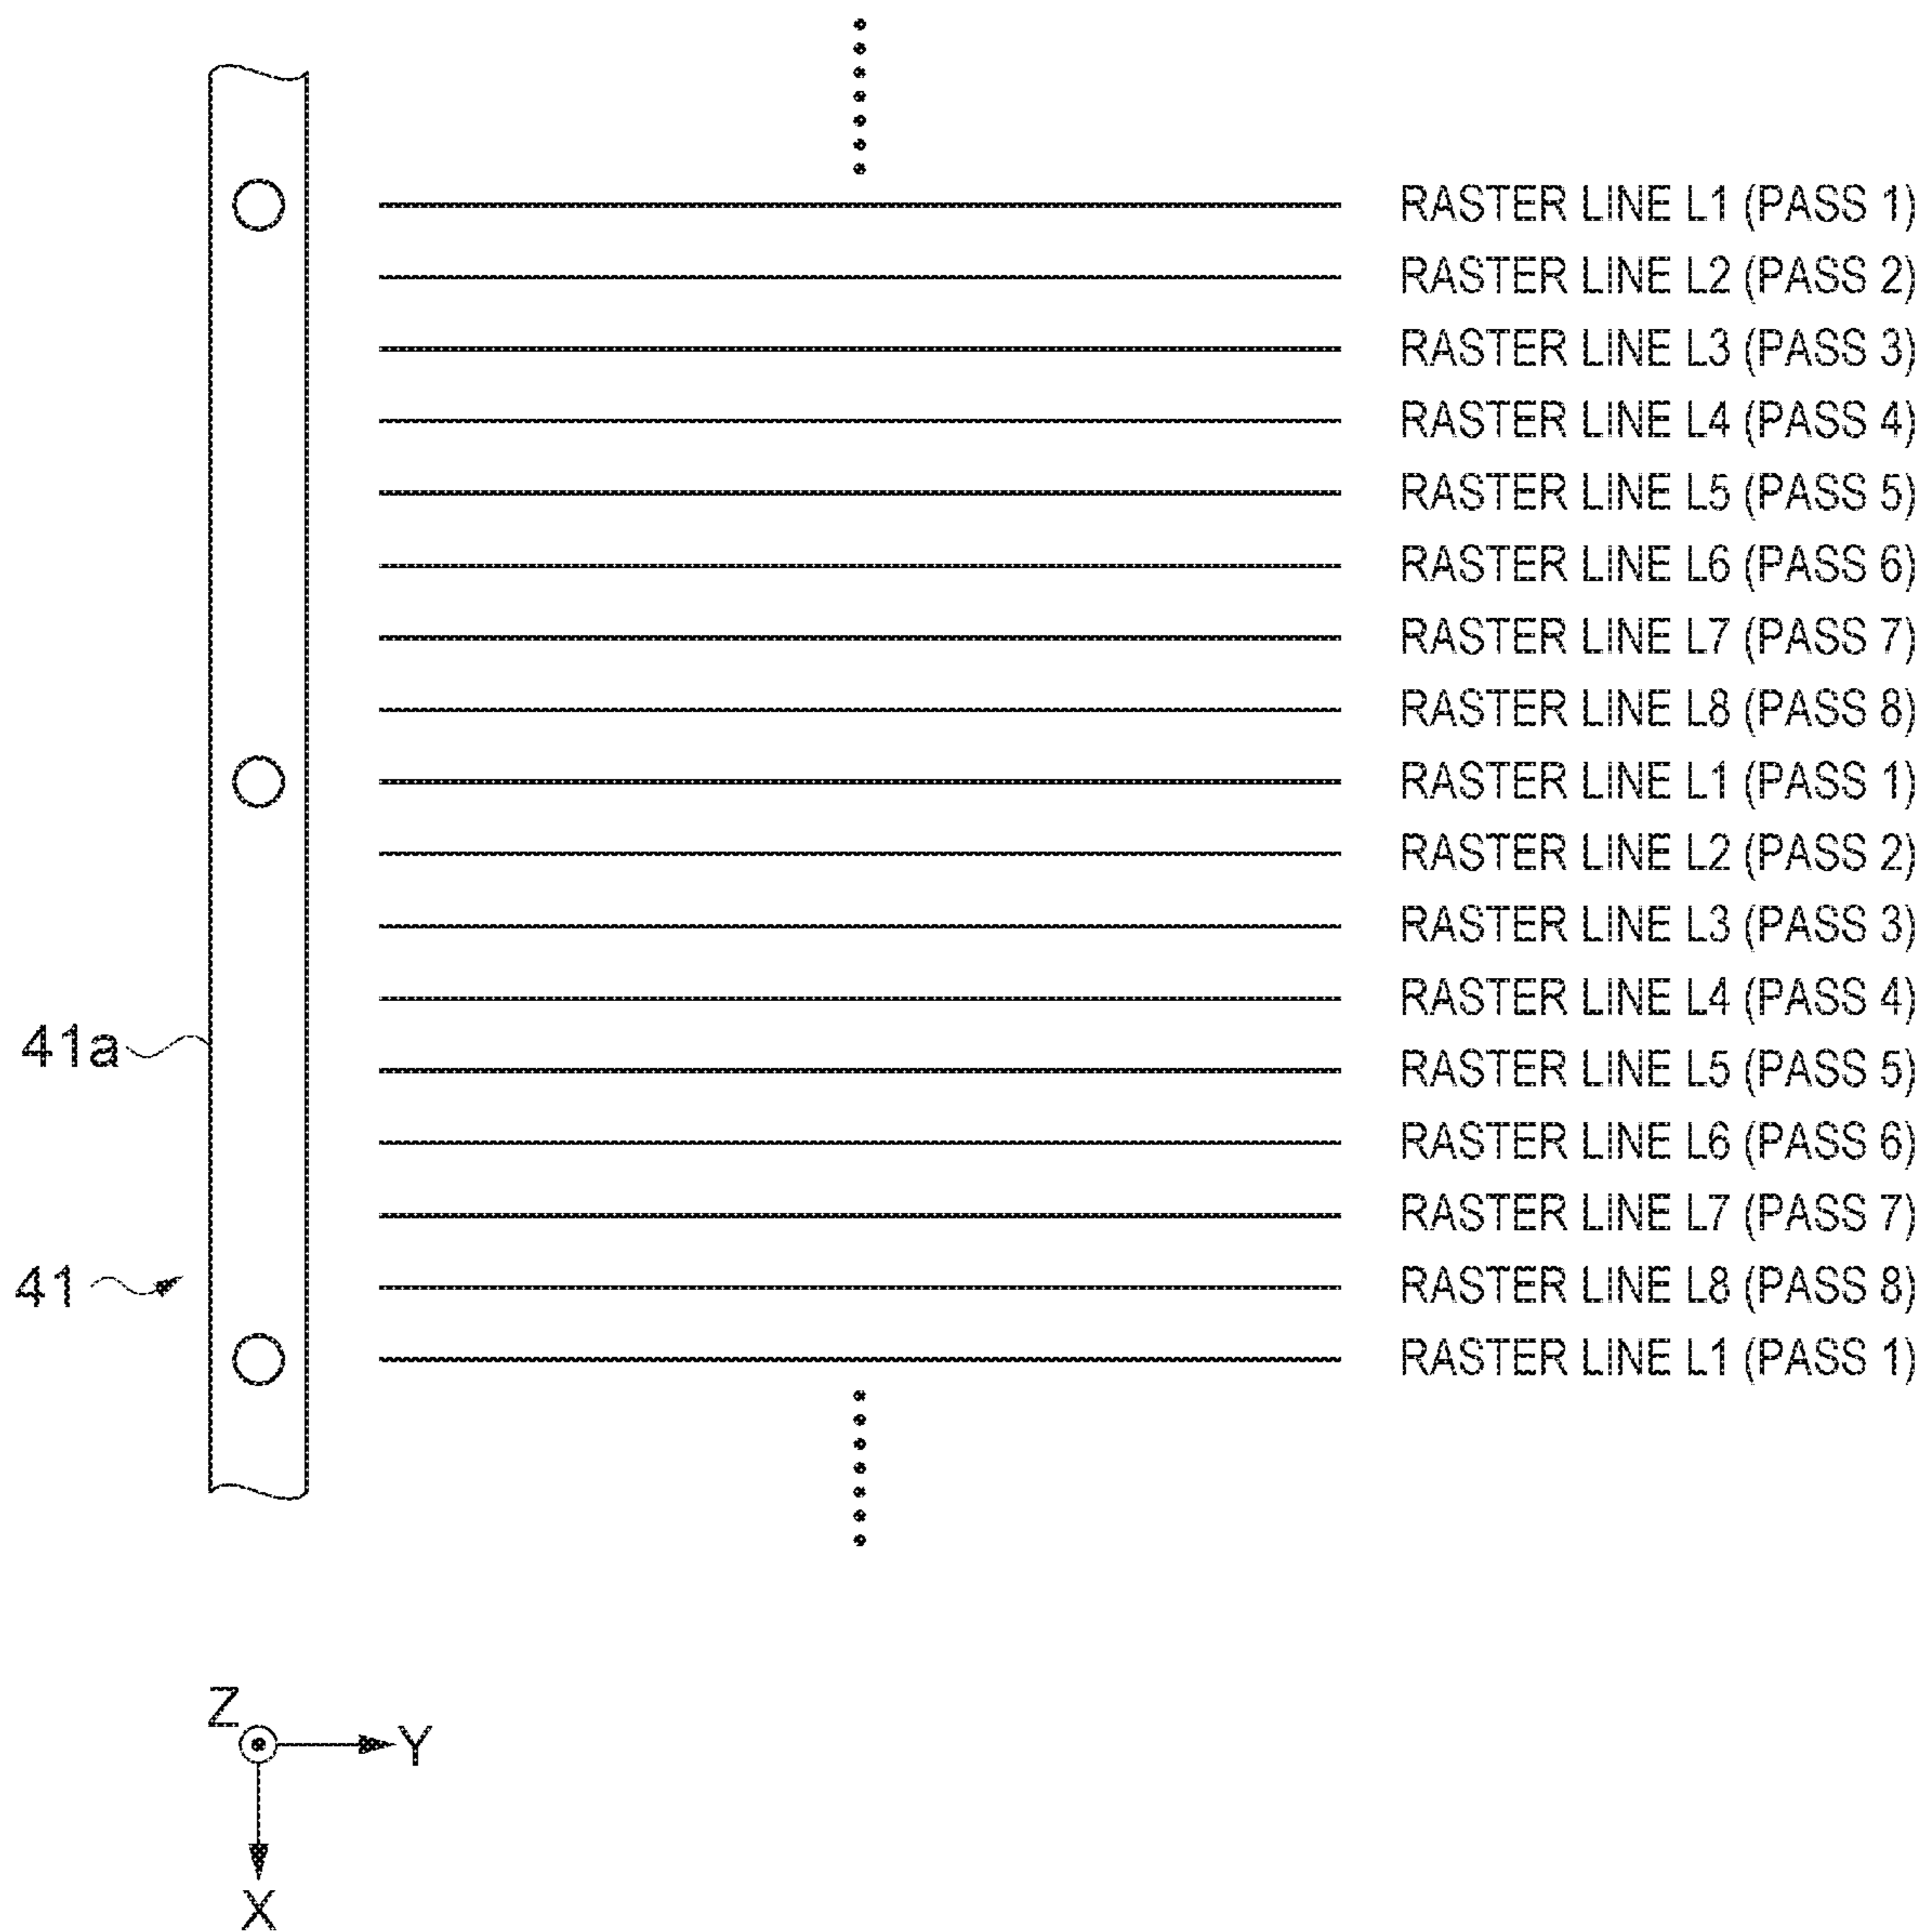 RASTER LINE L1 (PASS 1)
RASTER LINE L2 (PASS 2)
RASTER LINE L3 (PASS 3)
RASTER LINE L4 (PASS 4)
RASTER LINE L5 (PASS 5)
RASTER LINE L6 (PASS 6)
RASTER LINE L7 (PASS 7)
RASTER LINE L8 (PASS 8)
RASTER LINE L1 (PASS 1)
RASTER LINE L2 (PASS 2)
RASTER LINE L3 (PASS 3)
RASTER LINE L4 (PASS 4)
41a
RASTER LINE L5 (PASS 5)
RASTER LINE L6 (PASS 6)
RASTER LINE L7 (PASS 7)
41
RASTER LINE L8 (PASS 8)
RASTER LINE L1 (PASS 1)
Z
Y
X